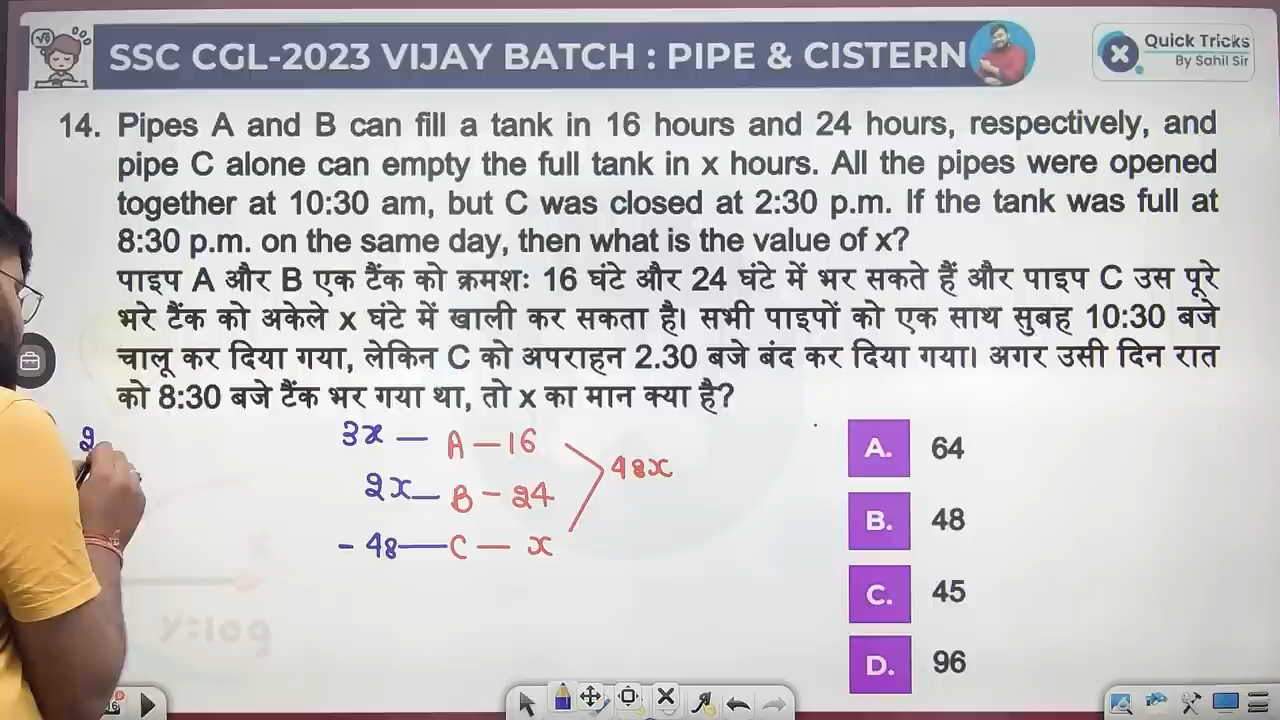 SSC CGL-2023 VIJAY BATCH : PIPE & CISTERN
Quick Tricks
By Sahil Sir
14. Pipes A and B can fill a tank in 16 hours and 24 hours, respectively, and
pipe C alone can empty the full tank in x hours. All the pipes were opened
together at 10:30 am, but C was closed at 2:30 p.m. If the tank was full at
8:30 p.m. on the same day, then what is the value of x?
पाइप A और B एक टैंक को क्रमशः 16 घंटे और 24 घंटे में भर सकते हैं और पाइप C उस पूरे
भरे टैंक को अकेले x घंटे में खाली कर सकता है। सभी पाइपों को एक साथ सुबह 10:30 बजे
चालू कर दिया गया, लेकिन C को अपराहन 2.30 बजे बंद कर दिया गया। अगर उसी दिन रात
को 8:30 बजे टैंक भर गया था, तो x का मान क्या है?
3x — A — 16
2x — B - 24
- 48 — C — x
48x
A. 64
B. 48
C. 45
D. 96
y=log